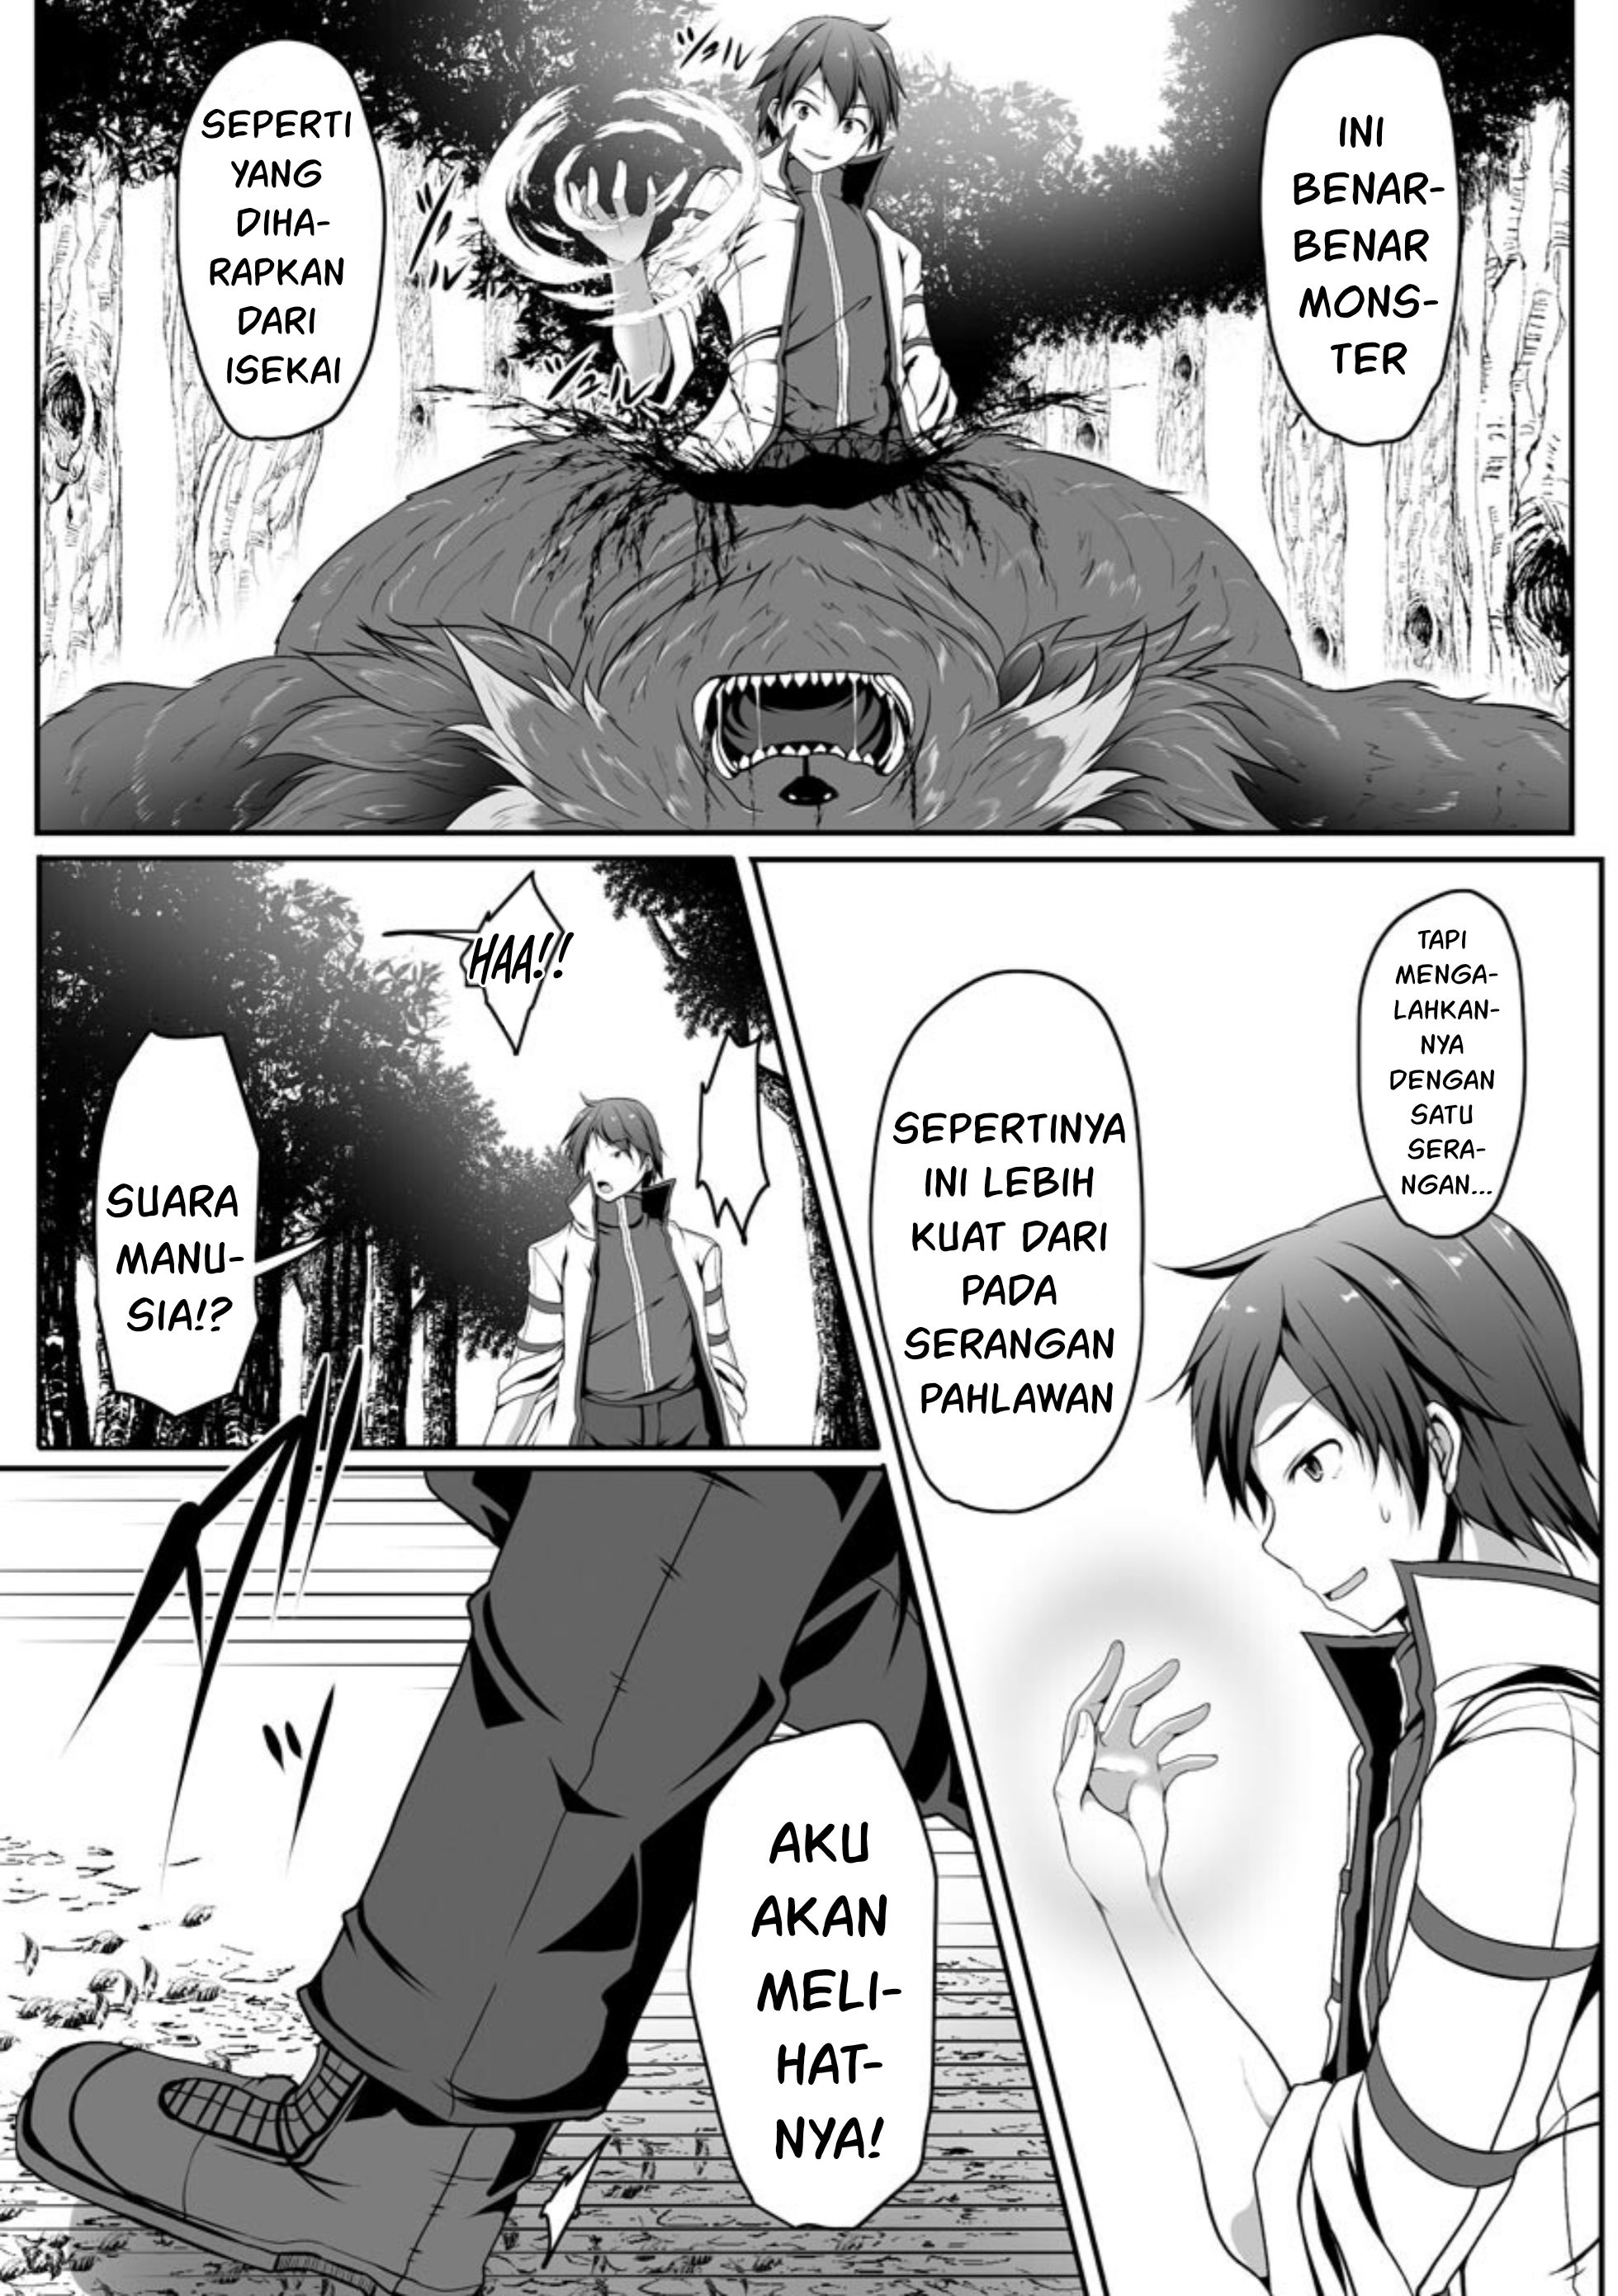 INI
BENAR-
BENAR
MONS-
TER
SEPERTI
YANG
DIHA-
RAPKAN
DARI
ISEKAI
TAPI
MENGA-
LAHKAN-
NYA
DENGAN
SATU
SERA-
NGAN...
SEPERTINYA
INI LEBIH
KUAT DARI
PADA
SERANGAN
PAHLAWAN
HAA!!
SUARA
MANU-
SIA!?
AKU
AKAN
MELI-
HAT-
NYA!